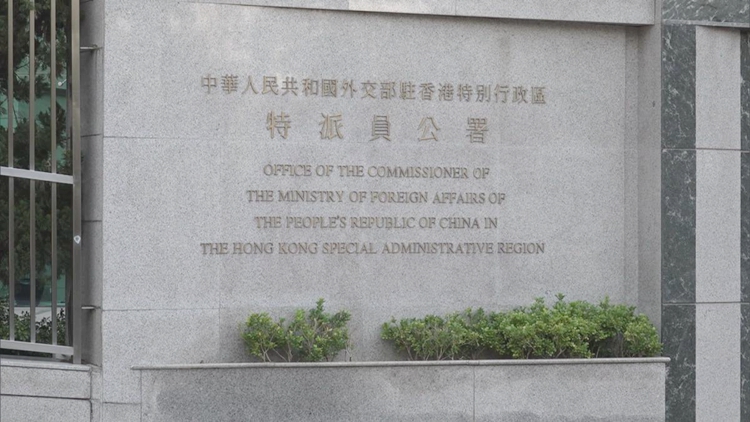 中華人民共和國外交部駐香港特別行政區
特派員公署
OFFICE OF THE COMMISSIONER OF
THE MINISTRY OF FOREIGN AFFAIRS OF
THE PEOPLE'S REPUBLIC OF CHINA IN
THE HONG KONG SPECIAL ADMINISTRATIVE REGION